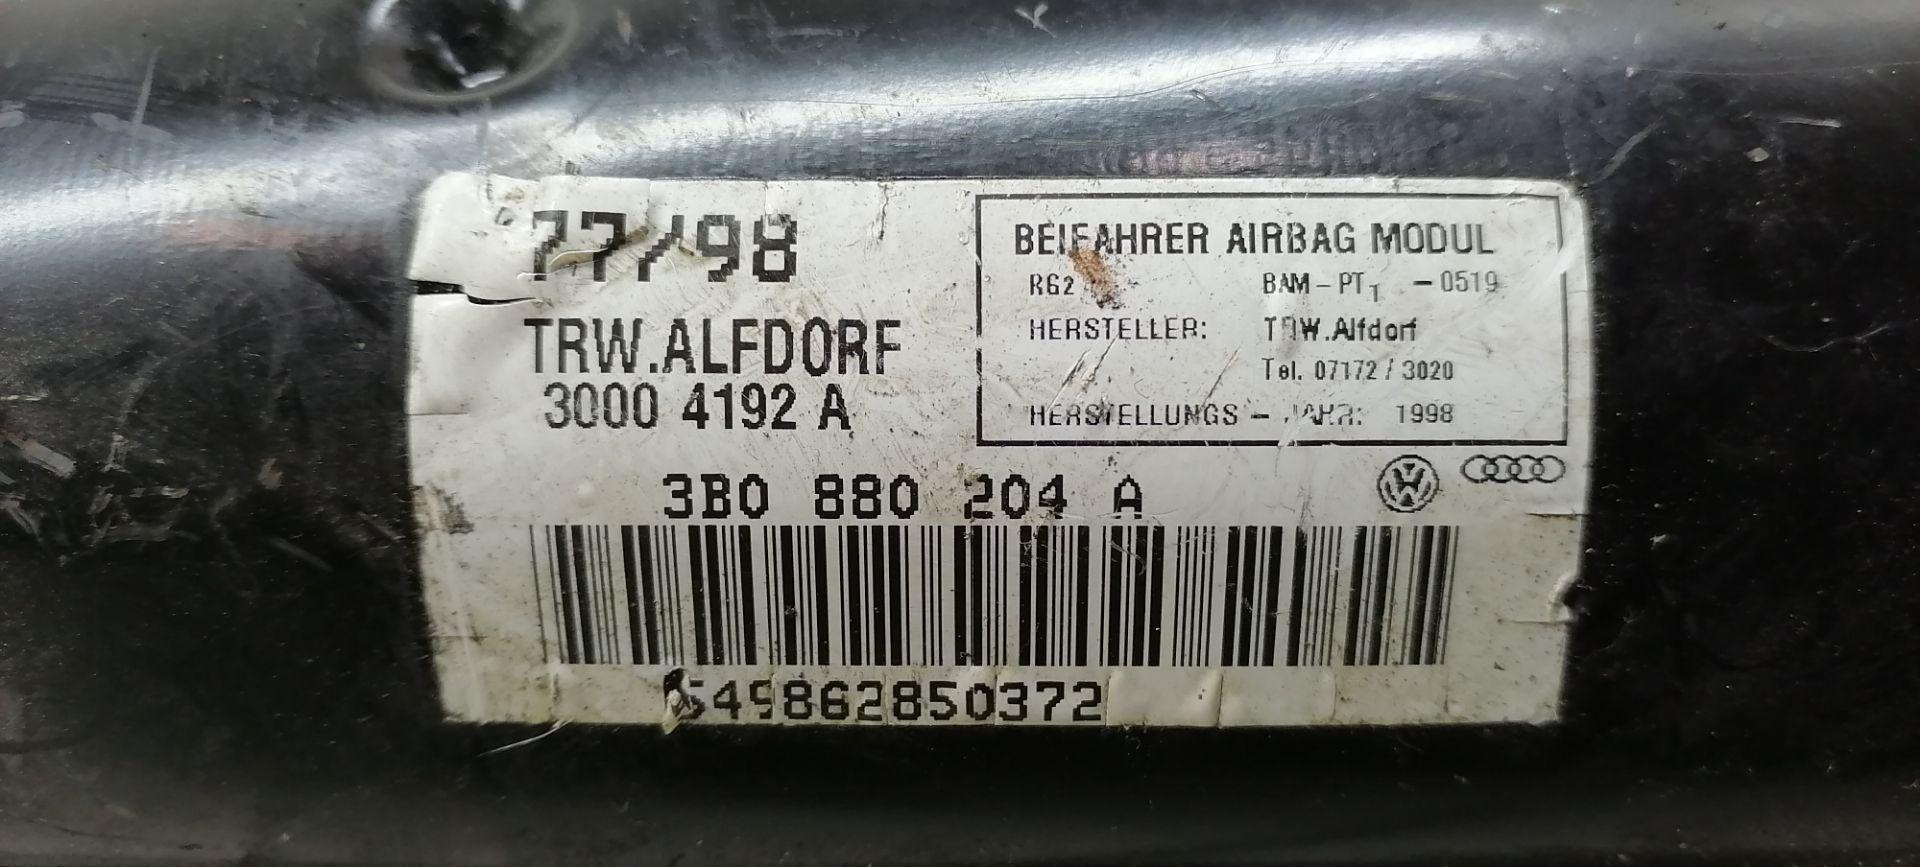 77/98
TRW.ALFDORF
3000 4192 A
BEIFAHRER AIRBAG MODUL
RG2 BAM-PT1 -0519
HERSTELLER: TRW.Alfdorf
Tel. 07172/3020
HERSTELLUNGS - JAHR: 1998
3B0 880 204 A
549862850372